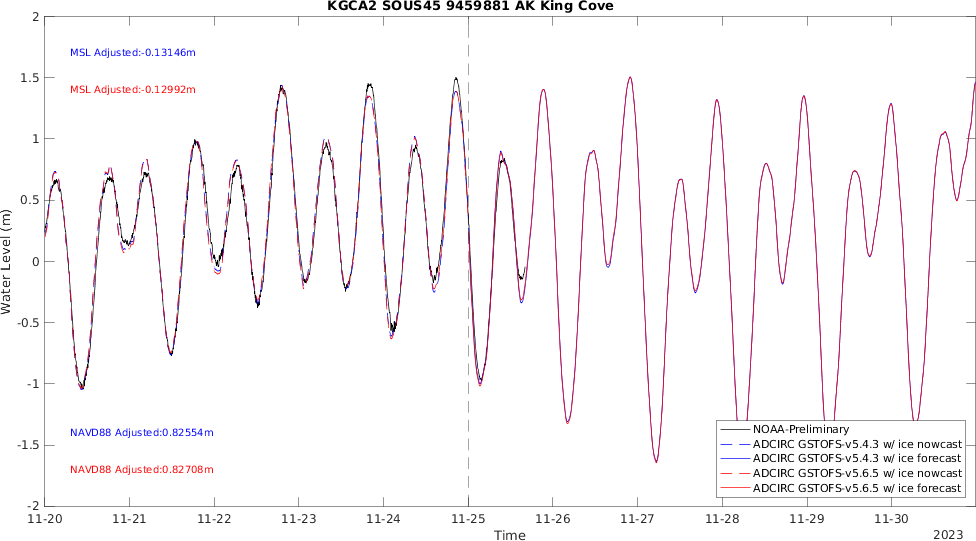 KGCA2 SOUS45 9459881 AK King Cove
2
1.5
1
0.5
0
-0.5
-1
-1.5
-2
Water Level (m)
MSL Adjusted:-0.13146m
MSL Adjusted:-0.12992m
NAVD88 Adjusted:0.82554m
NAVD88 Adjusted:0.82708m
NOAA-Preliminary
ADCIRC GSTOFS-v5.4.3 w/ ice nowcast
ADCIRC GSTOFS-v5.4.3 w/ ice forecast
ADCIRC GSTOFS-v5.6.5 w/ ice nowcast
ADCIRC GSTOFS-v5.6.5 w/ ice forecast
11-20 11-21 11-22 11-23 11-24 11-25 11-26 11-27 11-28 11-29 11-30
Time
2023